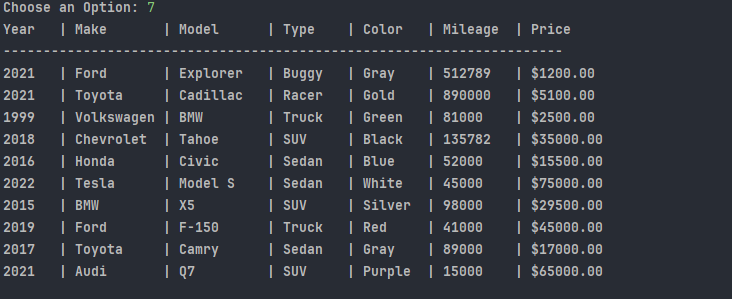 Choose an Option: 7
Year   | Make       | Model      | Type    | Color   | Mileage  | Price
----------------------------------------------------------------------
2021   | Ford       | Explorer   | Buggy   | Gray    | 512789   | $1200.00
2021   | Toyota     | Cadillac   | Racer   | Gold    | 890000   | $5100.00
1999   | Volkswagen | BMW        | Truck   | Green   | 81000    | $2500.00
2018   | Chevrolet  | Tahoe      | SUV     | Black   | 135782   | $35000.00
2016   | Honda      | Civic      | Sedan   | Blue    | 52000    | $15500.00
2022   | Tesla      | Model S    | Sedan   | White   | 45000    | $75000.00
2015   | BMW        | X5         | SUV     | Silver  | 98000    | $29500.00
2019   | Ford       | F-150      | Truck   | Red     | 41000    | $45000.00
2017   | Toyota     | Camry      | Sedan   | Gray    | 89000    | $17000.00
2021   | Audi       | Q7         | SUV     | Purple  | 15000    | $65000.00